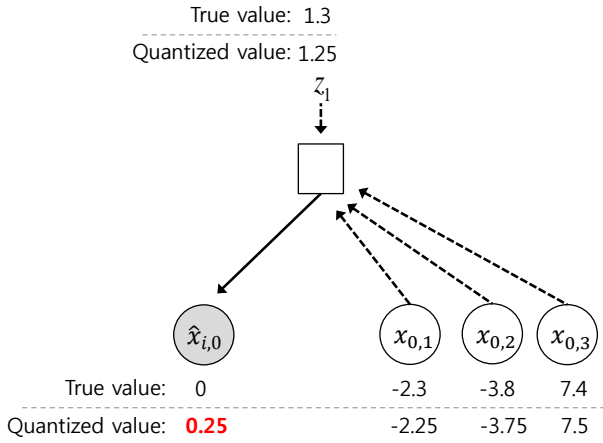 True value: 1.3
Quantized value: 1.25
z₁
x̂ᵢ,₀ x₀,₁ x₀,₂ x₀,₃
True value: 0 -2.3 -3.8 7.4
Quantized value: 0.25 -2.25 -3.75 7.5